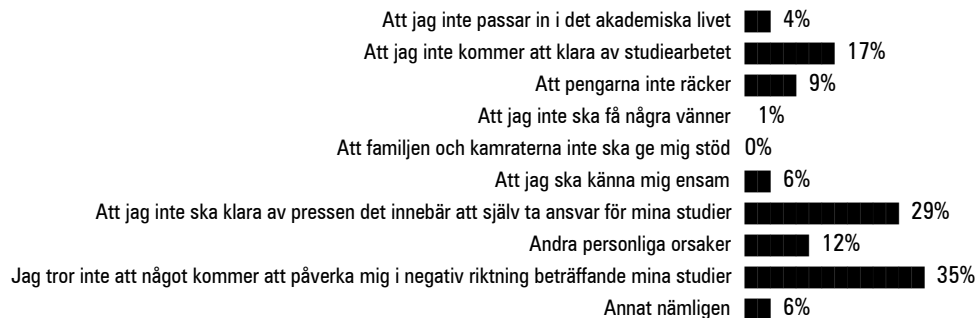 Att jag inte passar in i det akademiska livet 4%
Att jag inte kommer att klara av studiearbetet 17%
Att pengarna inte räcker 9%
Att jag inte ska få några vänner 1%
Att familjen och kamraterna inte ska ge mig stöd 0%
Att jag ska känna mig ensam 6%
Att jag inte ska klara av pressen det innebär att själv ta ansvar för mina studier 29%
Andra personliga orsaker 12%
Jag tror inte att något kommer att påverka mig i negativ riktning beträffande mina studier 35%
Annat nämligen 6%